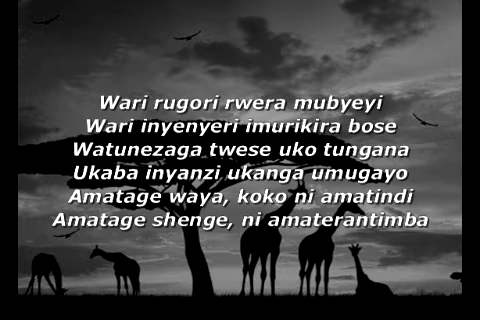 Wari rugori rwera mubyeyi
Wari inyenyeri imurikira bose
Watunezaga twese uko tungana
Ukaba inyanzi ukanga umugayo
Amatage waya, koko ni amatindi
Amatage shenge, ni amaterantimba